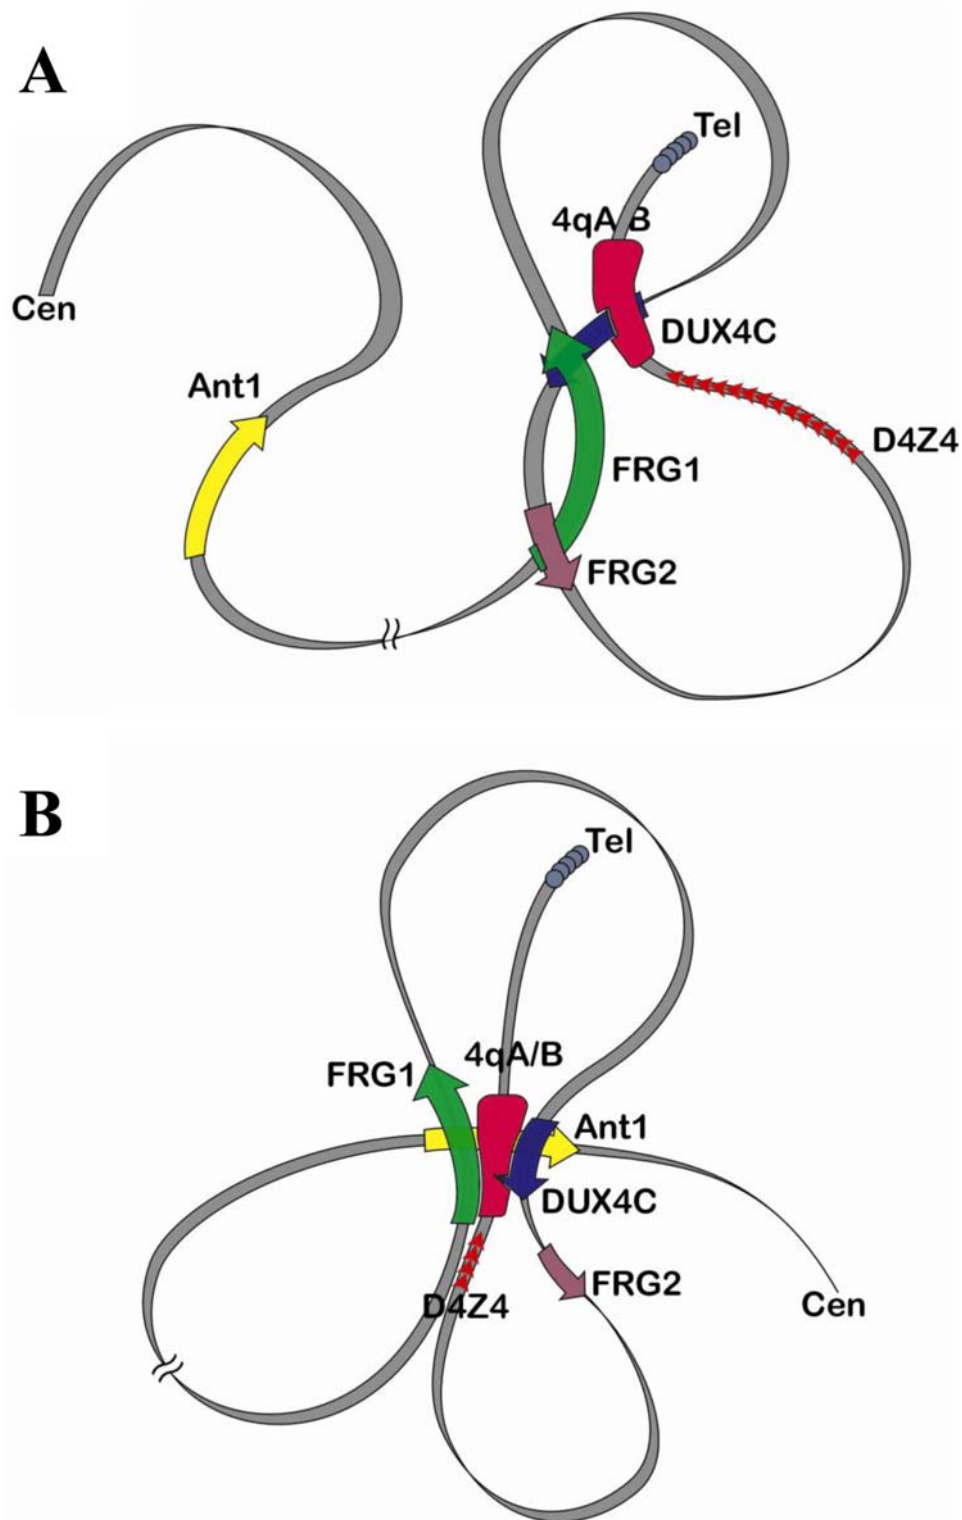 A
Tel
4qA/B
Cen
DUX4C
Ant1
D4Z4
FRG1
FRG2
B
Tel
4qA/B
FRG1
Ant1
DUX4C
FRG2
Cen
D4Z4